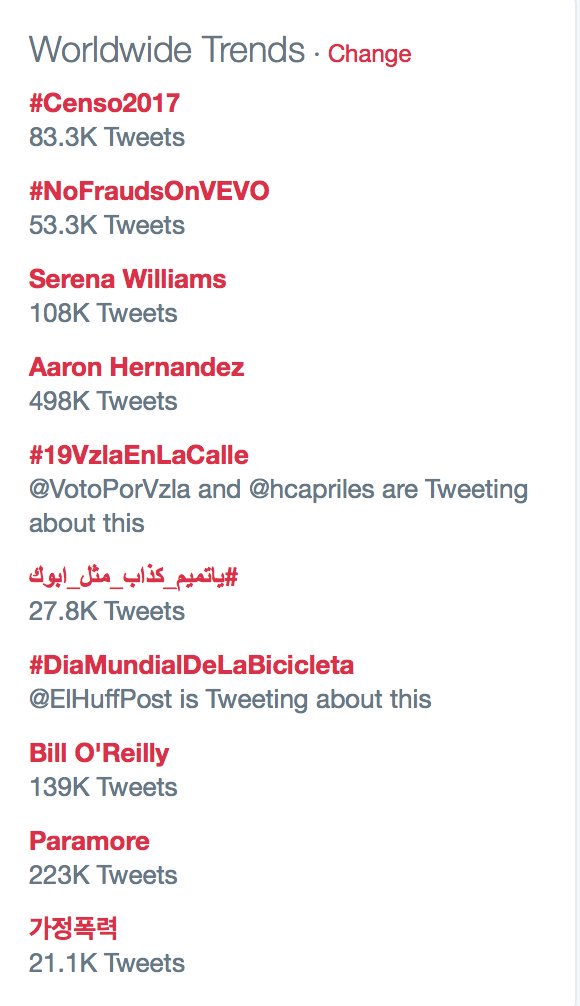 Worldwide Trends · Change
#Censo2017
83.3K Tweets
#NoFraudsOnVEVO
53.3K Tweets
Serena Williams
108K Tweets
Aaron Hernandez
498K Tweets
#19VzlaEnLaCalle
@VotoPorVzla and @hcapriles are Tweeting
about this
#ياتميم_كذاب_مثل_ابوك
27.8K Tweets
#DiaMundialDeLaBicicleta
@ElHuffPost is Tweeting about this
Bill O'Reilly
139K Tweets
Paramore
223K Tweets
가정폭력
21.1K Tweets